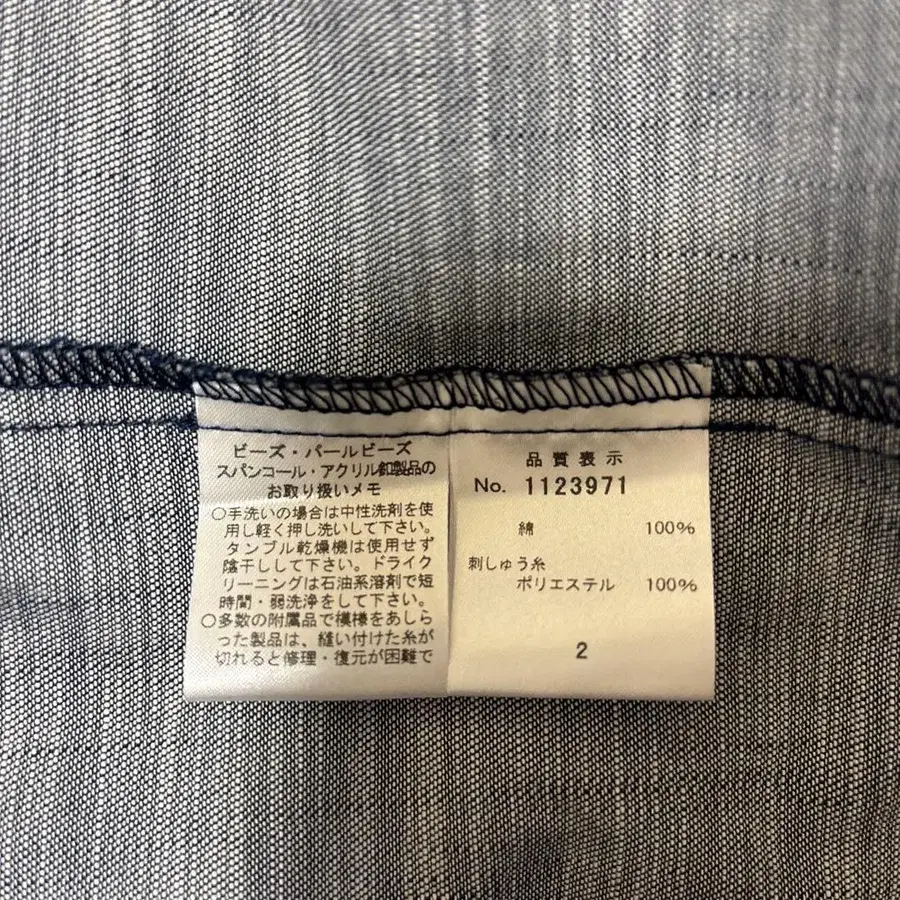 ビーズ・パールビーズ
スパンコール・アクリル釦製品の
お取り扱いメモ
○手洗いの場合は中性洗剤を使
用し軽く押し洗いして下さい。
タンブル乾燥機は使用せず
陰干しして下さい。ドライク
リーニングは石油系溶剤で短
時間・弱洗浄をして下さい。
○多数の附属品で模様をあしら
った製品は、縫い付けた糸が
切れると修理・復元が困難で
品質表示
No. 1123971
綿 100%
刺しゅう糸
ポリエステル 100%
2